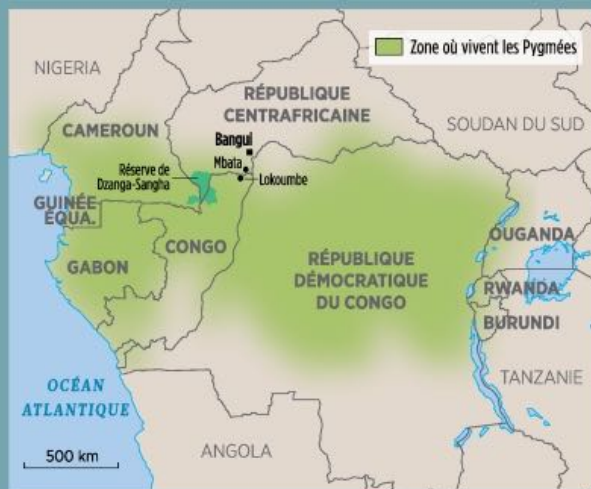 Zone où vivent les Pygmées
NIGERIA
RÉPUBLIQUE
CENTRAFRICAINE
SOUDAN DU SUD
CAMEROUN
Bangui
Mbata
Réserve de
Dzanga-Sangha
Lokoumbe
GUINÉE
ÉQUA.
GABON
CONGO
RÉPUBLIQUE
DÉMOCRATIQUE
DU CONGO
OUGANDA
RWANDA
BURUNDI
TANZANIE
OCÉAN
ATLANTIQUE
ANGOLA
500 km